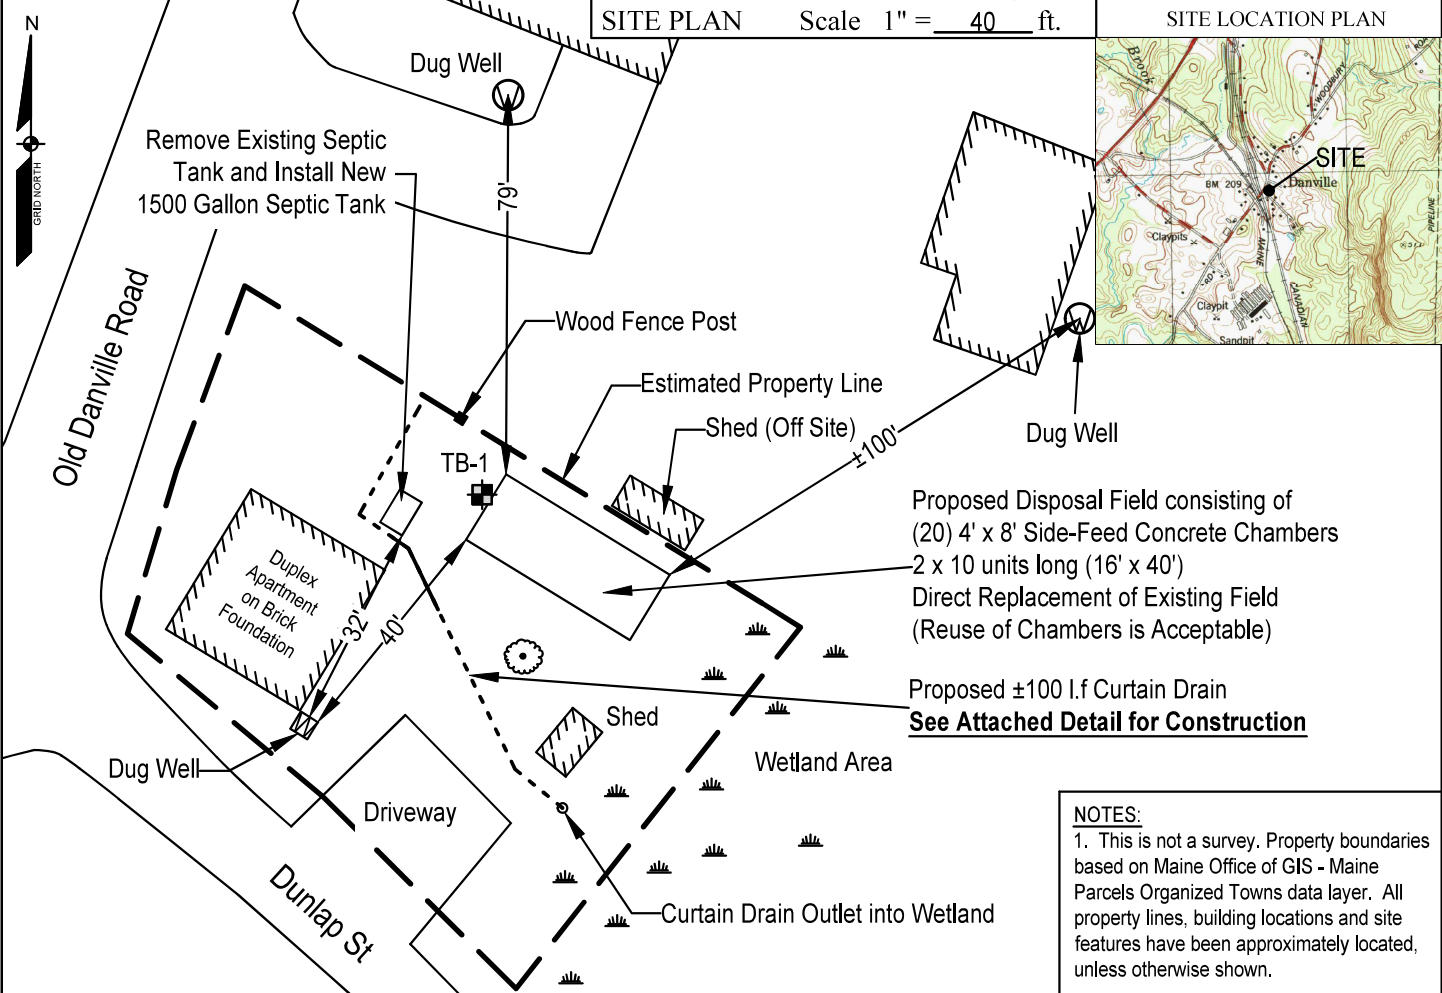 SITE PLAN Scale 1" = 40 ft.
SITE LOCATION PLAN
N
GRID NORTH
Dug Well
Remove Existing Septic
Tank and Install New
1500 Gallon Septic Tank
79'
Brook
WOODBURY
ROAD
SITE
BM 209
Danville
Claypits
MAINE
RD
CANADIAN
Claypit
Sandpit
PIPELINE
Old Danville Road
Wood Fence Post
Estimated Property Line
Shed (Off Site)
±100'
W
W
Dug Well
TB-1
Duplex
Apartment
on Brick
Foundation
32'
40'
Proposed Disposal Field consisting of
(20) 4' x 8' Side-Feed Concrete Chambers
2 x 10 units long (16' x 40')
Direct Replacement of Existing Field
(Reuse of Chambers is Acceptable)
Proposed ±100 l.f Curtain Drain
See Attached Detail for Construction
Shed
Wetland Area
Dug Well
Driveway
Dunlap St
Curtain Drain Outlet into Wetland
NOTES:
1. This is not a survey. Property boundaries
based on Maine Office of GIS - Maine
Parcels Organized Towns data layer. All
property lines, building locations and site
features have been approximately located,
unless otherwise shown.